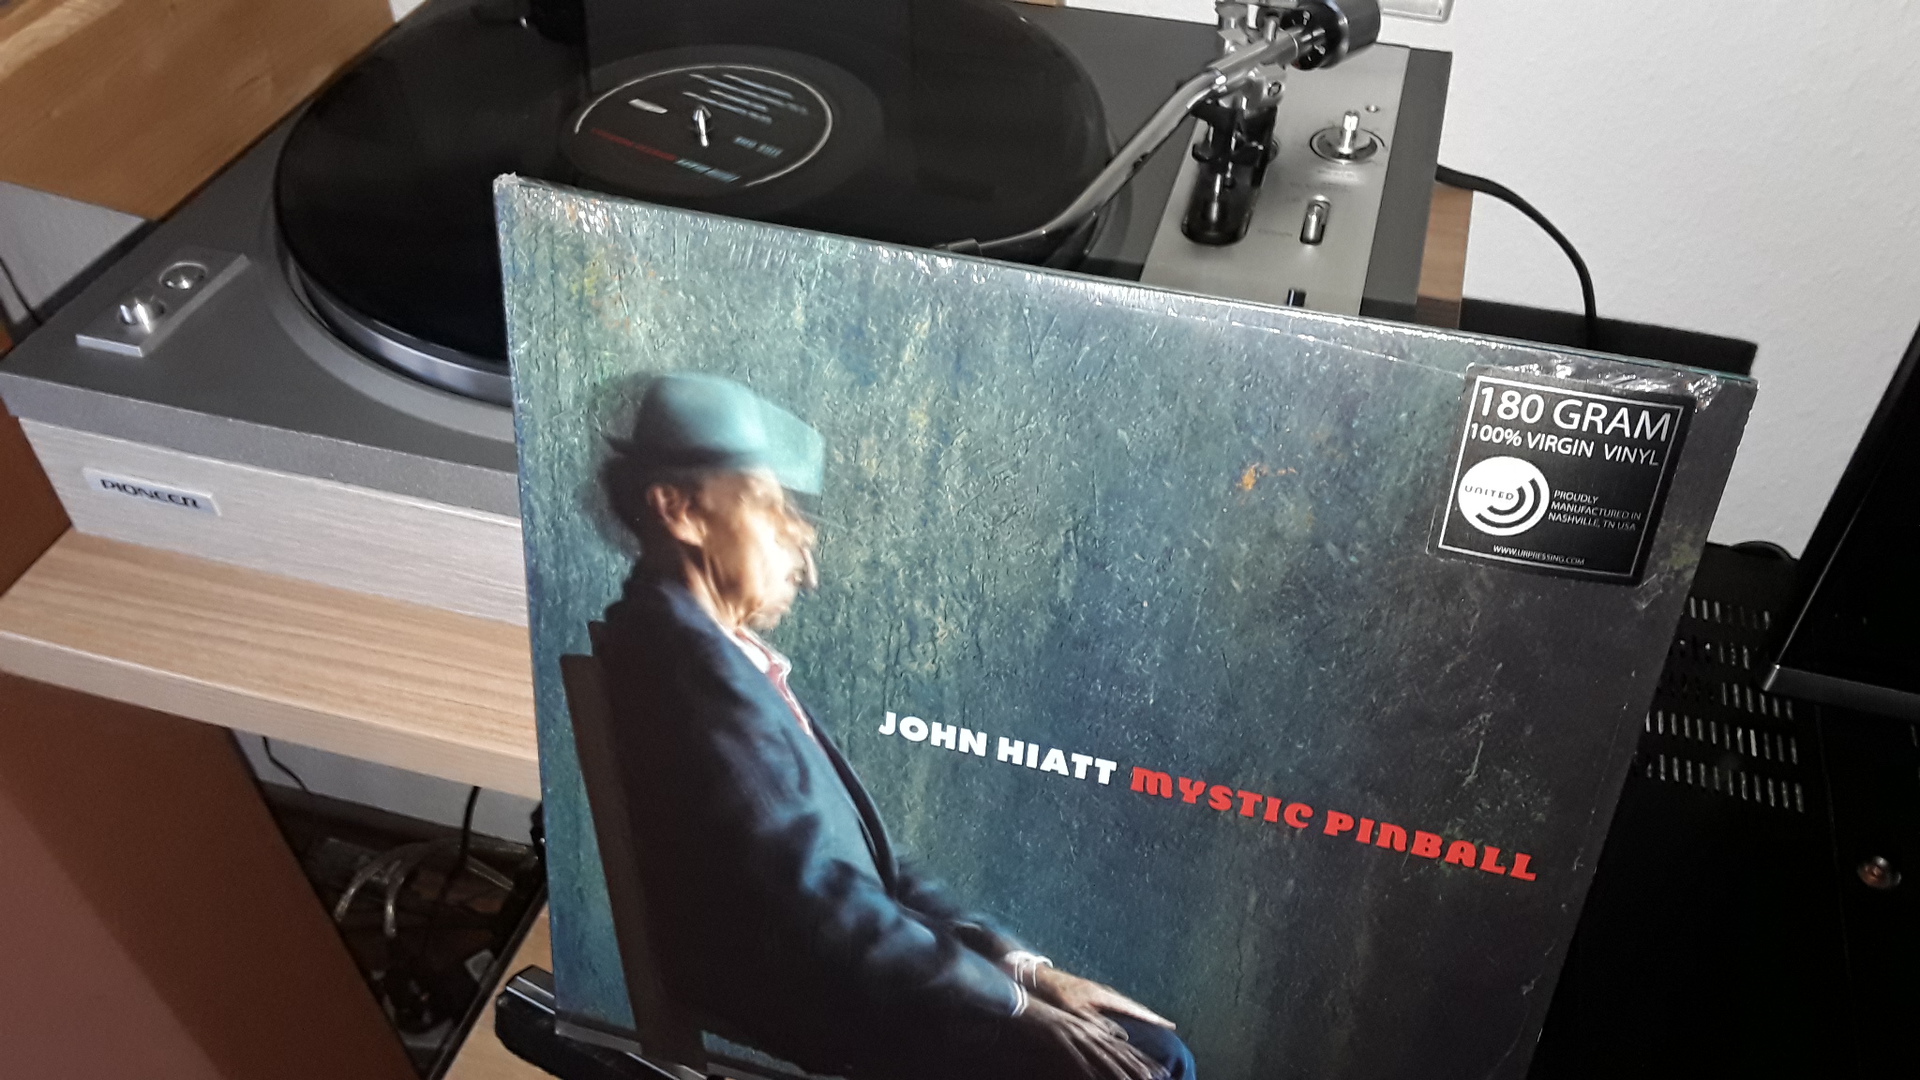 PIONEER
180 GRAM
100% VIRGIN VINYL
UNITED
PROUDLY
MANUFACTURED IN
NASHVILLE, TN USA
WWW.URPRESSING.COM
JOHN HIATT MYSTIC PINBALL